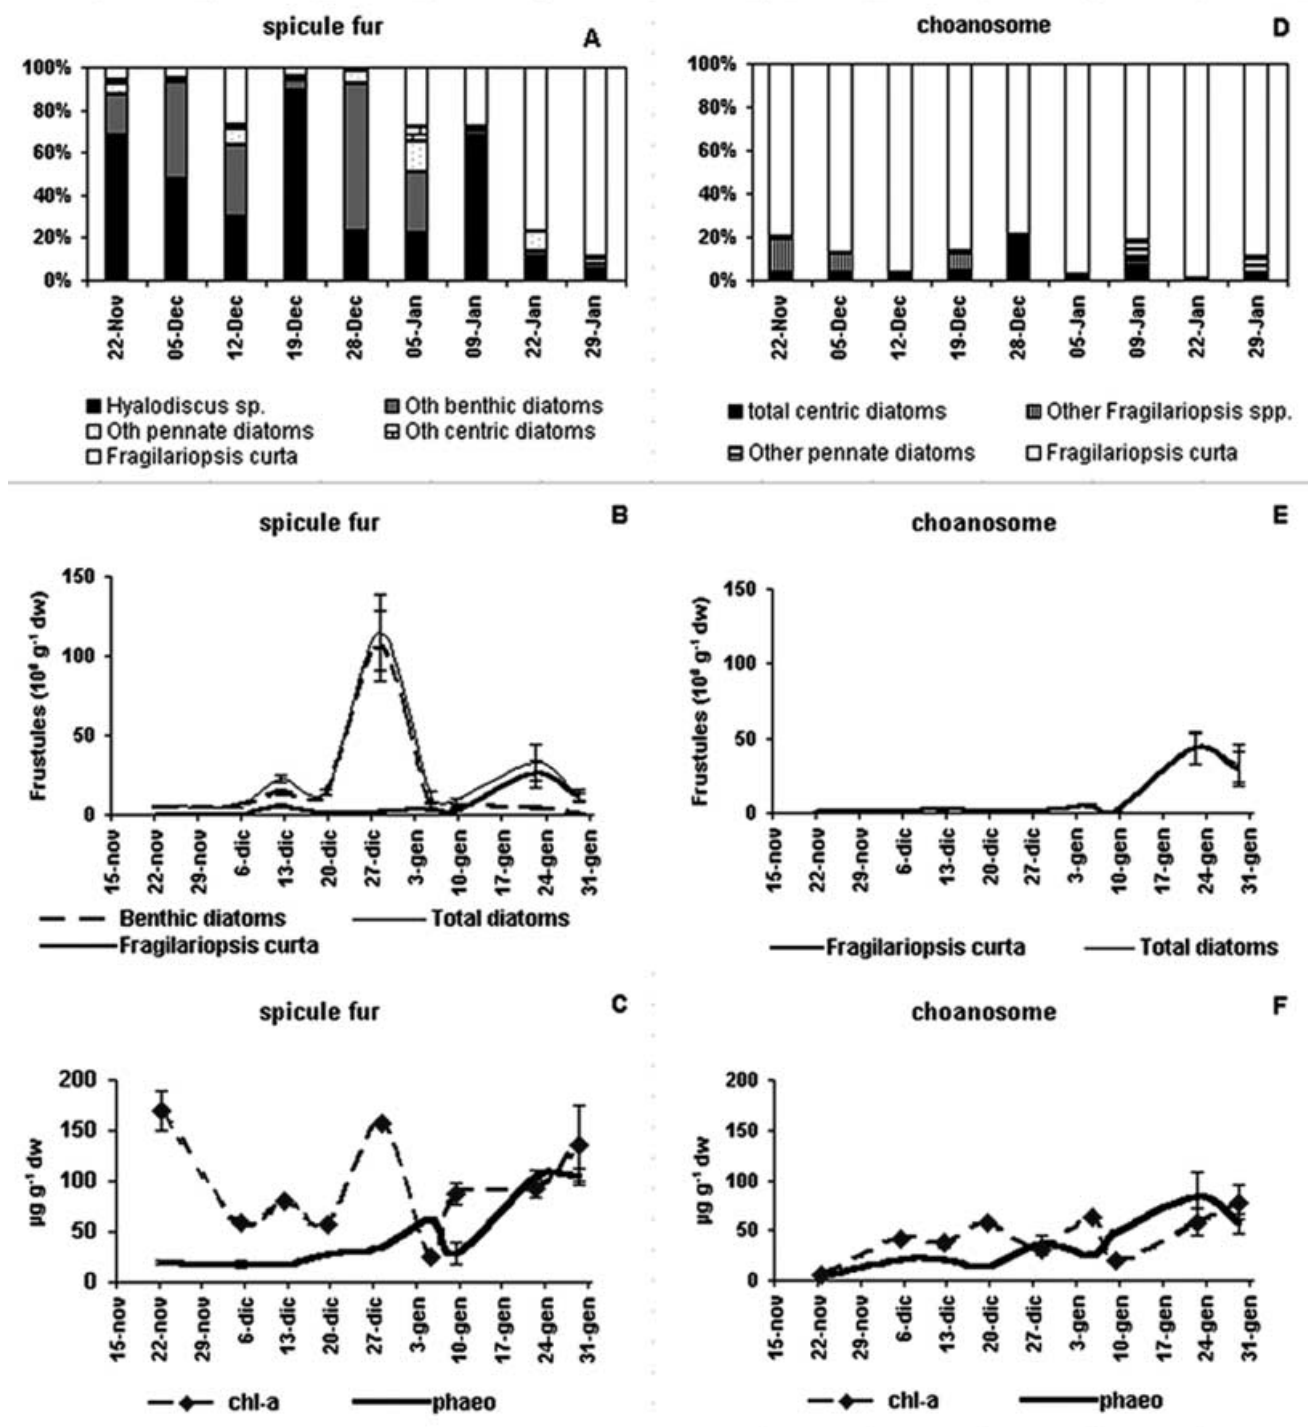 spicule fur
A
100%
80%
60%
40%
20%
0%
22-Nov
05-Dec
12-Dec
19-Dec
28-Dec
05-Jan
09-Jan
22-Jan
29-Jan
Hyalodiscus sp.
Oth benthic diatoms
Oth pennate diatoms
Oth centric diatoms
Fragilariopsis curta
choanosome
D
100%
80%
60%
40%
20%
0%
22-Nov
05-Dec
12-Dec
19-Dec
28-Dec
05-Jan
09-Jan
22-Jan
29-Jan
total centric diatoms
Other Fragilariopsis spp.
Other pennate diatoms
Fragilariopsis curta
spicule fur
B
Frustules (10⁶ g⁻¹ dw)
150
100
50
0
15-nov
22-nov
29-nov
6-dic
13-dic
20-dic
27-dic
3-gen
10-gen
17-gen
24-gen
31-gen
Benthic diatoms
Total diatoms
Fragilariopsis curta
choanosome
E
Frustules (10⁶ g⁻¹ dw)
150
100
50
0
15-nov
22-nov
29-nov
6-dic
13-dic
20-dic
27-dic
3-gen
10-gen
17-gen
24-gen
31-gen
Fragilariopsis curta
Total diatoms
spicule fur
C
µg g⁻¹ dw
200
150
100
50
0
15-nov
22-nov
29-nov
6-dic
13-dic
20-dic
27-dic
3-gen
10-gen
17-gen
24-gen
31-gen
chl-a
phaeo
choanosome
F
µg g⁻¹ dw
200
150
100
50
0
15-nov
22-nov
29-nov
6-dic
13-dic
20-dic
27-dic
3-gen
10-gen
17-gen
24-gen
31-gen
chl-a
phaeo